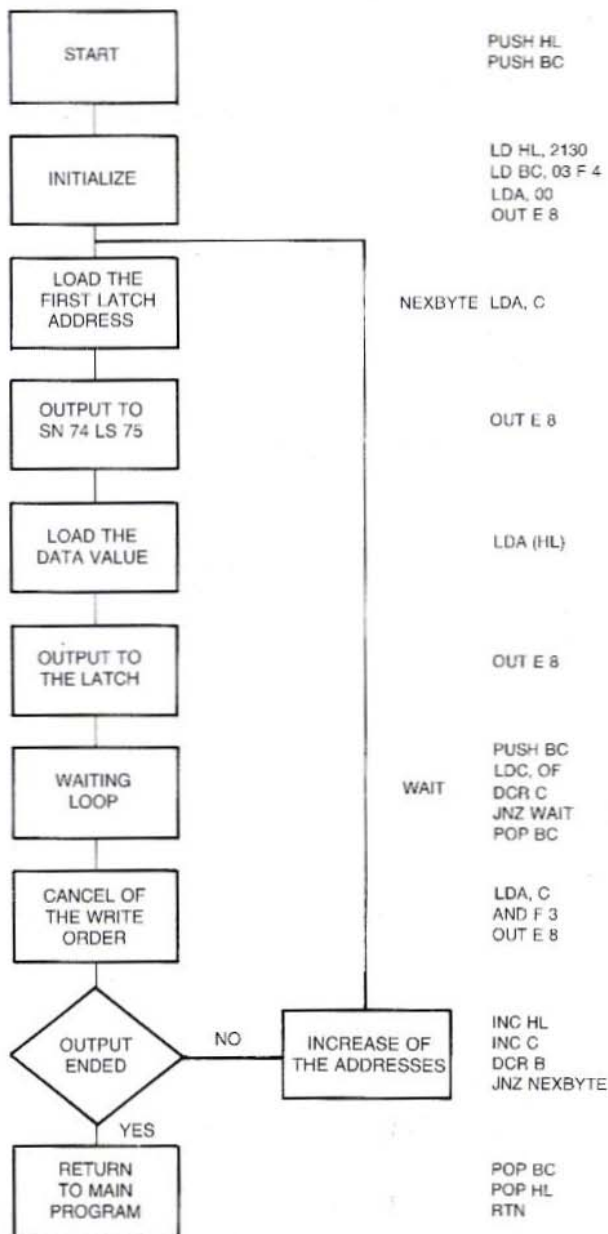 START
PUSH HL
PUSH BC
INITIALIZE
LD HL, 2130
LD BC, 03 F 4
LDA, 00
OUT E 8
LOAD THE
FIRST LATCH
ADDRESS
NEXBYTE LDA, C
OUTPUT TO
SN 74 LS 75
OUT E 8
LOAD THE
DATA VALUE
LDA (HL)
OUTPUT TO
THE LATCH
OUT E 8
WAITING
LOOP
WAIT
PUSH BC
LDC, OF
DCR C
JNZ WAIT
POP BC
CANCEL OF
THE WRITE
ORDER
LDA, C
AND F 3
OUT E 8
OUTPUT
ENDED
NO
INCREASE OF
THE ADDRESSES
INC HL
INC C
DCR B
JNZ NEXBYTE
YES
RETURN
TO MAIN
PROGRAM
POP BC
POP HL
RTN